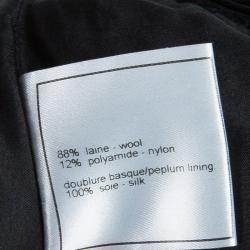 88% laine - wool
12% polyamide - nylon
doublure basque/peplum lining
100% soie - silk